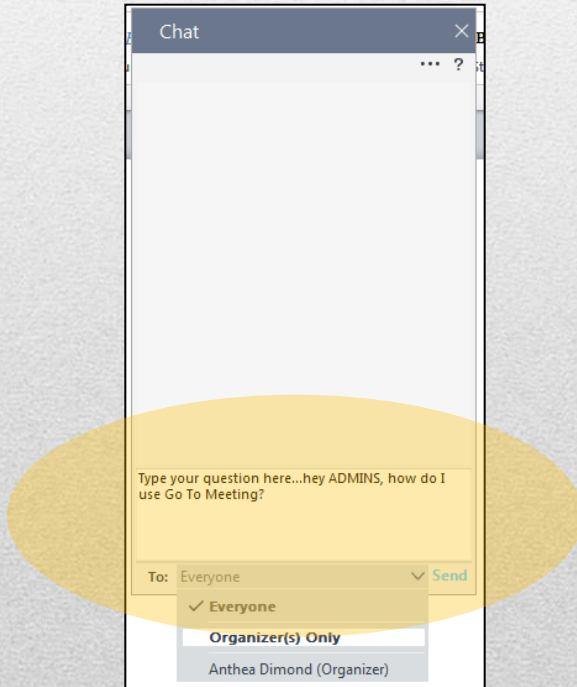 Chat
... ?
Type your question here...hey ADMINS, how do I
use Go To Meeting?
To: Everyone Send
Everyone
Organizer(s) Only
Anthea Dimond (Organizer)